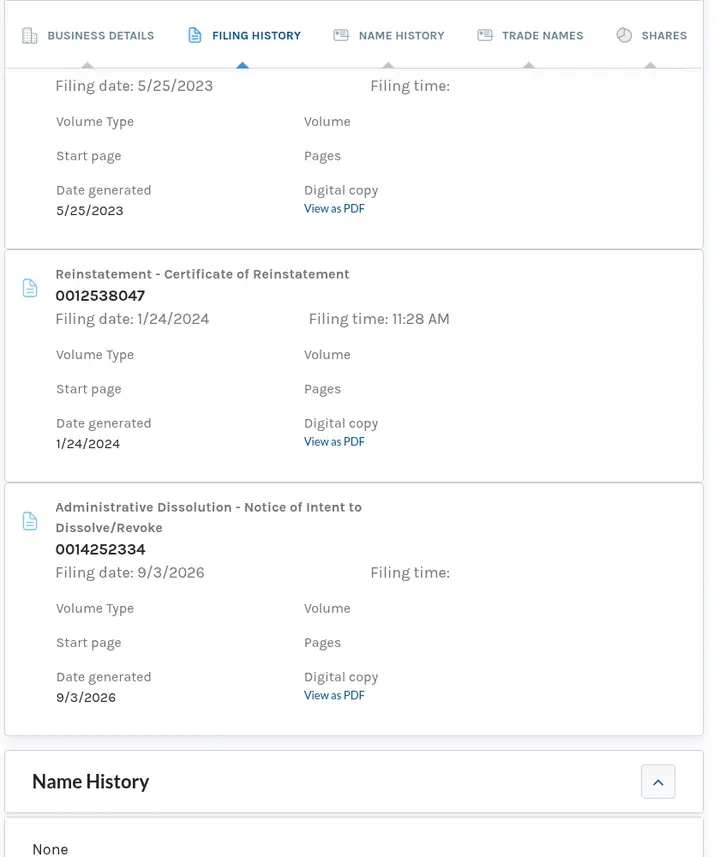 BUSINESS DETAILS FILING HISTORY NAME HISTORY TRADE NAMES SHARES
Filing date: 5/25/2023 Filing time:
Volume Type Volume
Start page Pages
Date generated Digital copy
5/25/2023 View as PDF
Reinstatement - Certificate of Reinstatement
0012538047
Filing date: 1/24/2024 Filing time: 11:28 AM
Volume Type Volume
Start page Pages
Date generated Digital copy
1/24/2024 View as PDF
Administrative Dissolution - Notice of Intent to
Dissolve/Revoke
0014252334
Filing date: 9/3/2026 Filing time:
Volume Type Volume
Start page Pages
Date generated Digital copy
9/3/2026 View as PDF
Name History
None